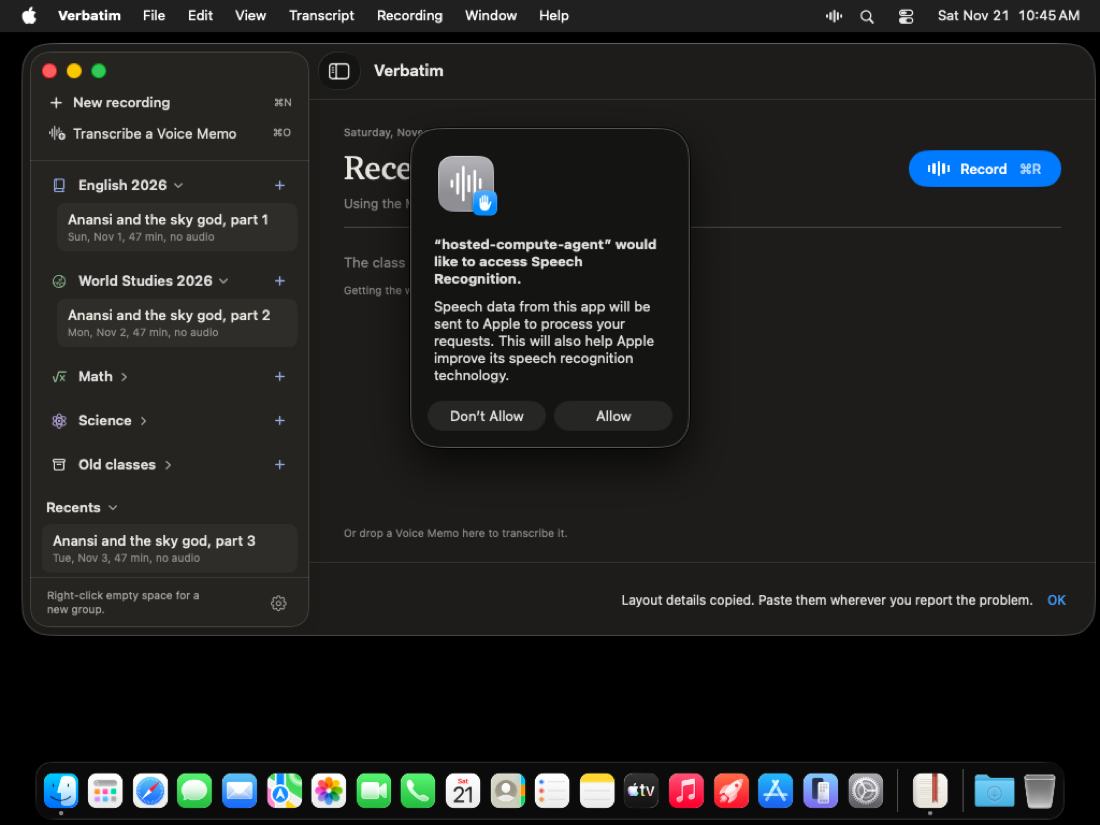 Verbatim File Edit View Transcript Recording Window Help Sat Nov 21 10:45 AM
Verbatim
New recording ⌘N
Transcribe a Voice Memo ⌘O
English 2026
Anansi and the sky god, part 1
Sun, Nov 1, 47 min, no audio
World Studies 2026
Anansi and the sky god, part 2
Mon, Nov 2, 47 min, no audio
Math
Science
Old classes
Recents
Anansi and the sky god, part 3
Tue, Nov 3, 47 min, no audio
Right-click empty space for a
new group.
Saturday,
Record ⌘R
Using the
The class
Getting the
“hosted-compute-agent” would
like to access Speech
Recognition.
Speech data from this app will be
sent to Apple to process your
requests. This will also help Apple
improve its speech recognition
technology.
Don’t Allow Allow
Or drop a Voice Memo here to transcribe it.
Layout details copied. Paste them wherever you report the problem. OK
Sat
21
tv